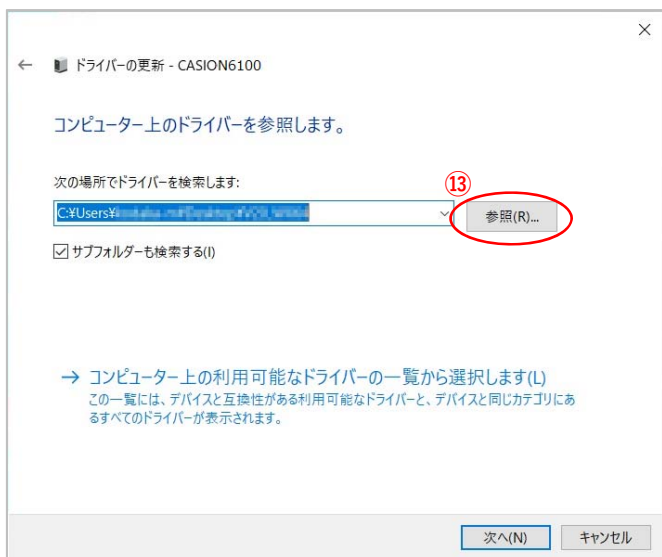 ドライバーの更新 - CASION6100
コンピューター上のドライバーを参照します。
次の場所でドライバーを検索します:
⑬
C:¥Users¥
参照(R)...
サブフォルダーも検索する(I)
コンピューター上の利用可能なドライバーの一覧から選択します(L)
この一覧には、デバイスと互換性がある利用可能なドライバーと、デバイスと同じカテゴリにあ
るすべてのドライバーが表示されます。
次へ(N)
キャンセル